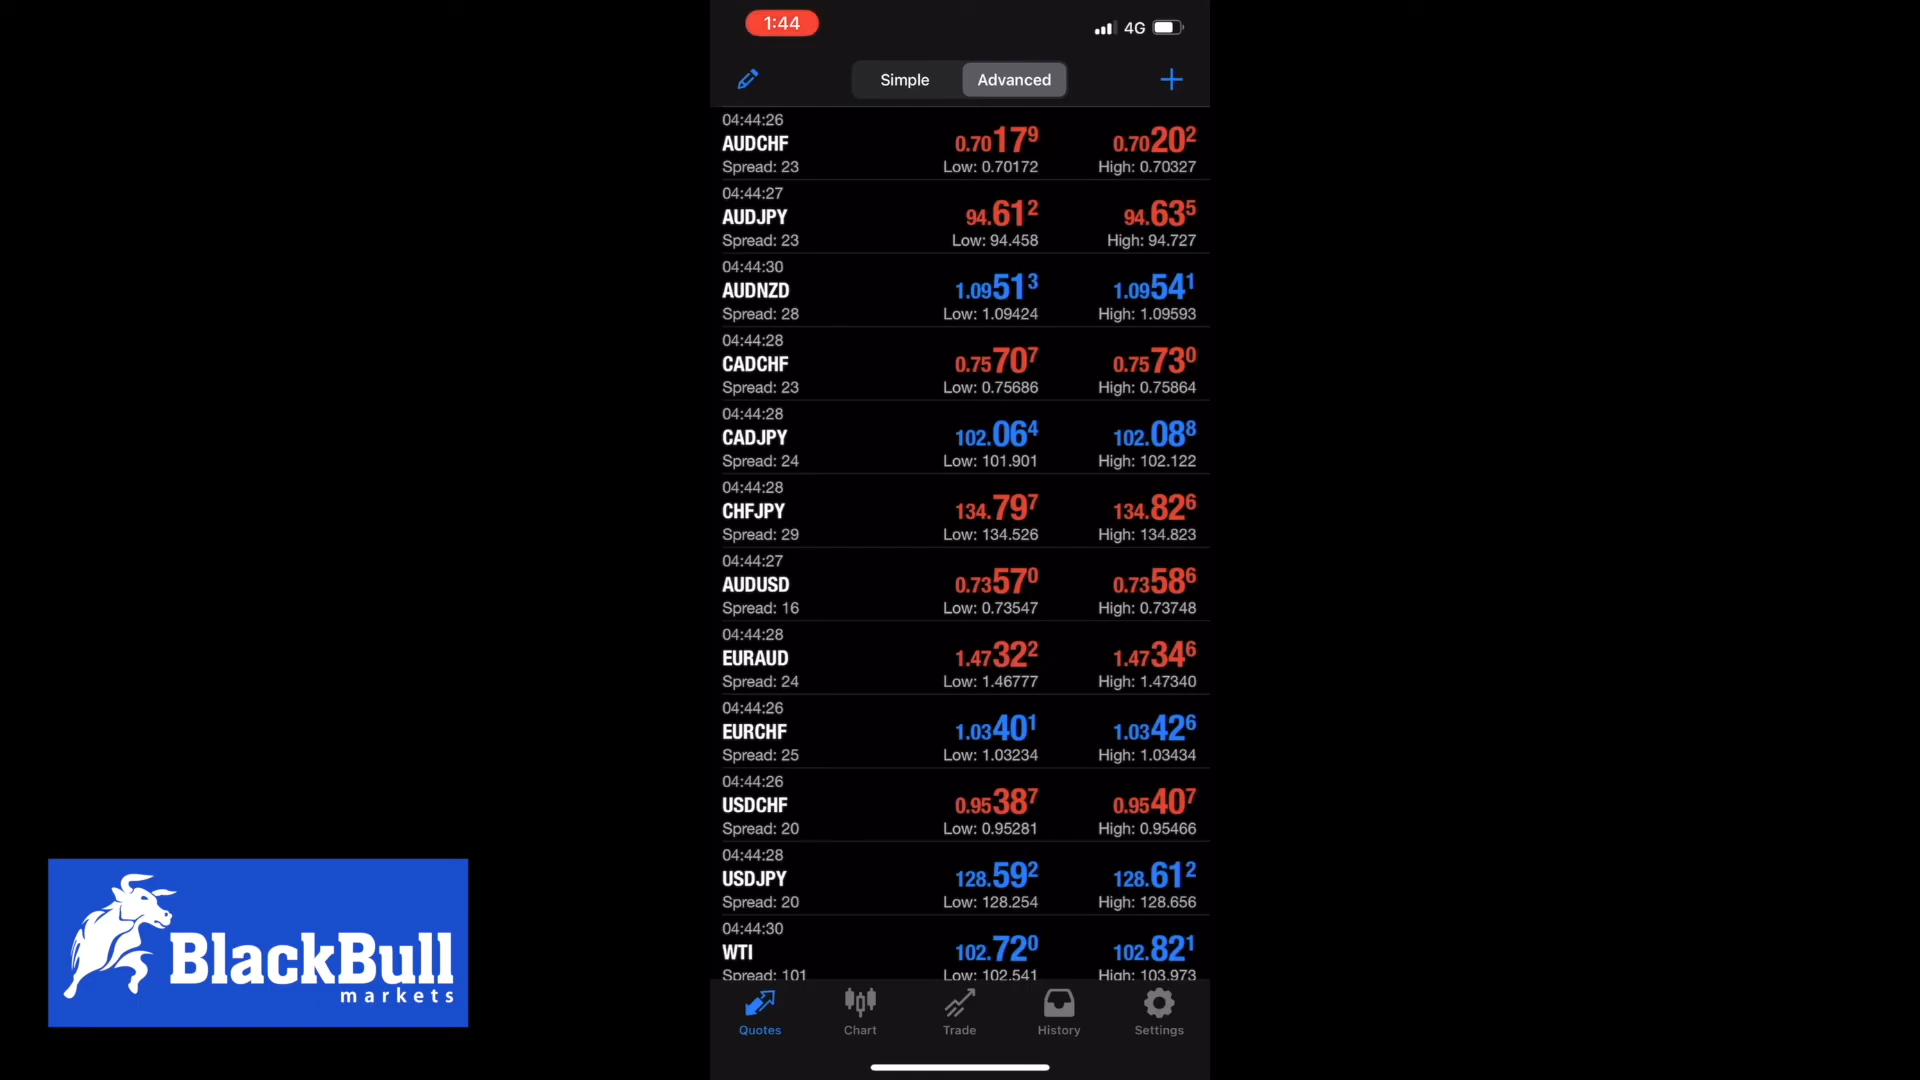 1:44
4G
Simple Advanced
04:44:26
AUDCHF 0.70179 0.70202
Spread: 23 Low: 0.70172 High: 0.70327
04:44:27
AUDJPY 94.612 94.635
Spread: 23 Low: 94.458 High: 94.727
04:44:30
AUDNZD 1.09513 1.09541
Spread: 28 Low: 1.09424 High: 1.09593
04:44:28
CADCHF 0.75707 0.75730
Spread: 23 Low: 0.75686 High: 0.75864
04:44:28
CADJPY 102.064 102.088
Spread: 24 Low: 101.901 High: 102.122
04:44:28
CHFJPY 134.797 134.826
Spread: 29 Low: 134.526 High: 134.823
04:44:27
AUDUSD 0.73570 0.73586
Spread: 16 Low: 0.73547 High: 0.73748
04:44:28
EURAUD 1.47322 1.47346
Spread: 24 Low: 1.46777 High: 1.47340
04:44:26
EURCHF 1.03401 1.03426
Spread: 25 Low: 1.03234 High: 1.03434
04:44:26
USDCHF 0.95387 0.95407
Spread: 20 Low: 0.95281 High: 0.95466
04:44:28
USDJPY 128.592 128.612
Spread: 20 Low: 128.254 High: 128.656
04:44:30
WTI 102.720 102.821
Spread: 101 Low: 102.541 High: 103.973
Quotes Chart Trade History Settings
BlackBull
markets